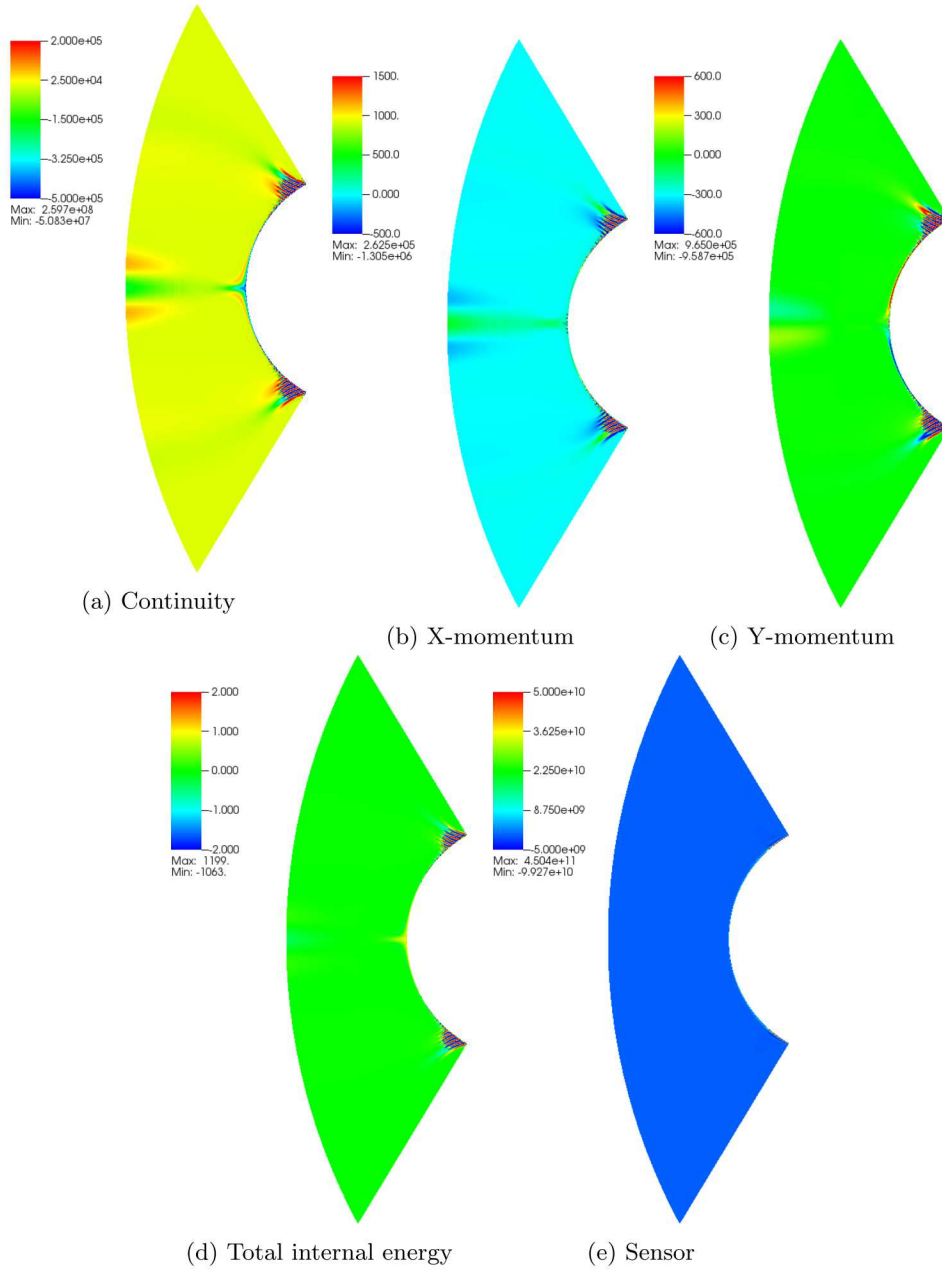 2.000e+05
2.500e+04
-1.500e+05
-3.250e+05
-5.000e+05
Max: 2.597e+08
Min: -5.083e+07
(a) Continuity
1500.
1000.
500.0
0.000
-500.0
Max: 2.625e+05
Min: -1.305e+06
(b) X-momentum
600.0
300.0
0.000
-300.0
-600.0
Max: 9.650e+05
Min: -9.587e+05
(c) Y-momentum
2.000
1.000
0.000
-1.000
-2.000
Max: 1199.
Min: -1063.
(d) Total internal energy
5.000e+10
3.625e+10
2.250e+10
8.750e+09
-5.000e+09
Max: 4.504e+11
Min: -9.927e+10
(e) Sensor